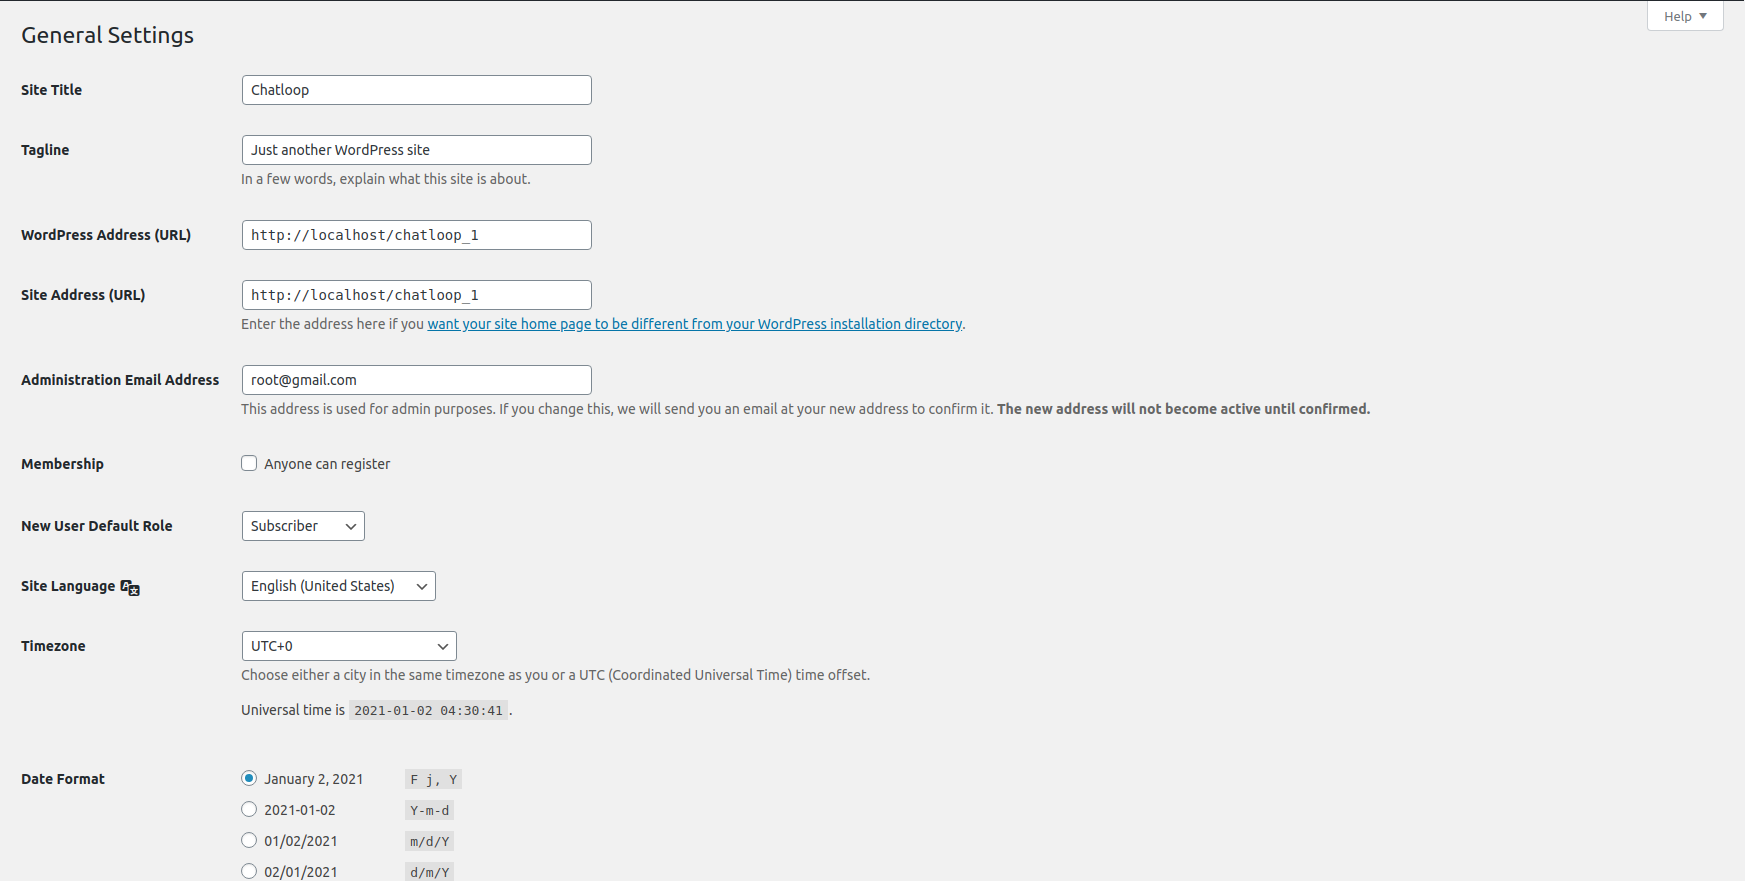 Help
General Settings
Site Title
Chatloop
Tagline
Just another WordPress site
In a few words, explain what this site is about.
WordPress Address (URL)
http://localhost/chatloop_1
Site Address (URL)
http://localhost/chatloop_1
Enter the address here if you want your site home page to be different from your WordPress installation directory.
Administration Email Address
root@gmail.com
This address is used for admin purposes. If you change this, we will send you an email at your new address to confirm it. The new address will not become active until confirmed.
Membership
Anyone can register
New User Default Role
Subscriber
Site Language
English (United States)
Timezone
UTC+0
Choose either a city in the same timezone as you or a UTC (Coordinated Universal Time) time offset.
Universal time is 2021-01-02 04:30:41 .
Date Format
January 2, 2021 F j, Y
2021-01-02 Y-m-d
01/02/2021 m/d/Y
02/01/2021 d/m/Y